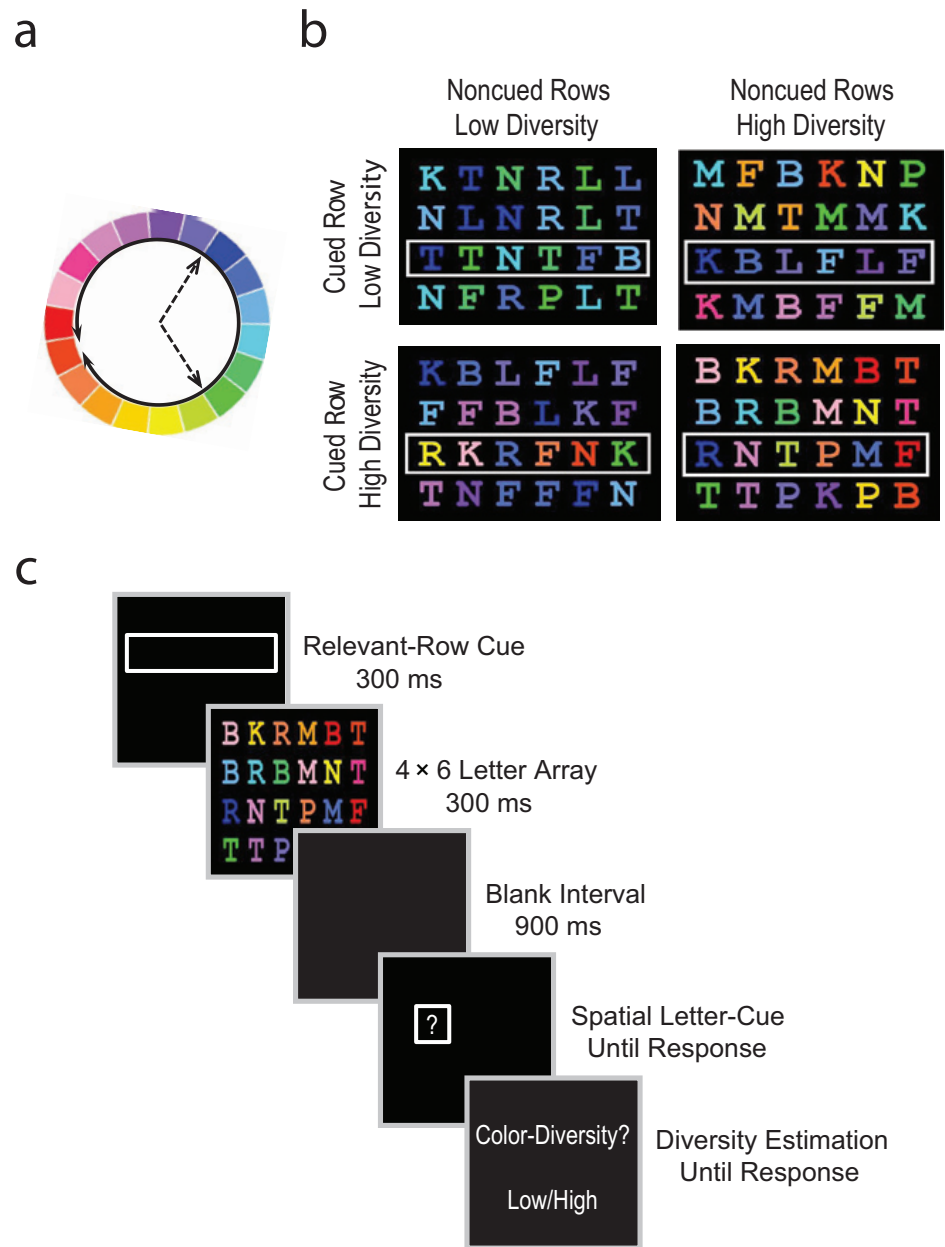 a
b
Noncued Rows
Low Diversity
Noncued Rows
High Diversity
Cued Row
Low Diversity
K T N R L L
N L N R L T
T T N T F B
N F R P L T
M F B K N P
N M T M M K
K B L F L F
K M B F F M
Cued Row
High Diversity
K B L F L F
F F B L K F
R K R F N K
T N F F F N
B K R M B T
B R B M N T
R N T P M F
T T P K P B
c
Relevant-Row Cue
300 ms
B K R M B T
B R B M N T
R N T P M F
T T P
4 × 6 Letter Array
300 ms
Blank Interval
900 ms
?
Spatial Letter-Cue
Until Response
Color-Diversity?
Low/High
Diversity Estimation
Until Response